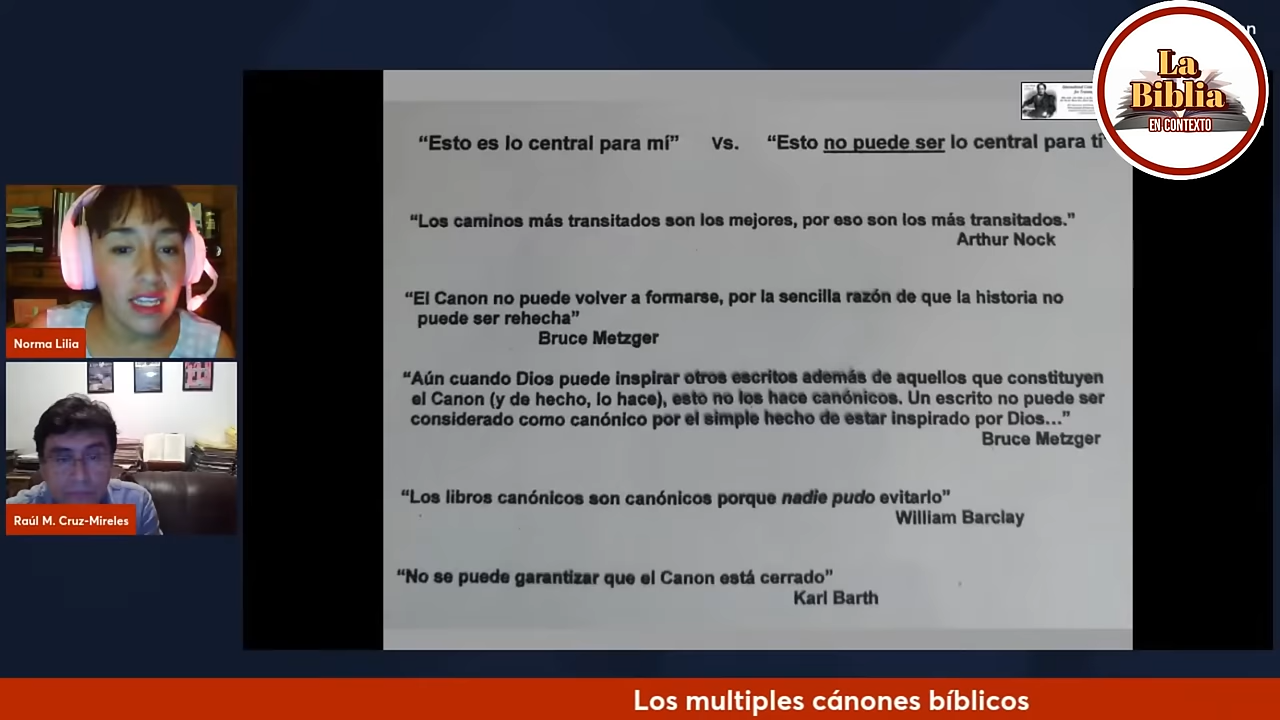 La
Biblia
EN CONTEXTO
“Esto es lo central para mí” Vs. “Esto no puede ser lo central para tí
“Los caminos más transitados son los mejores, por eso son los más transitados.”
Arthur Nock
“El Canon no puede volver a formarse, por la sencilla razón de que la historia no
puede ser rehecha”
Bruce Metzger
“Aún cuando Dios puede inspirar otros escritos además de aquellos que constituyen
el Canon (y de hecho, lo hace), esto no los hace canónicos. Un escrito no puede ser
considerado como canónico por el simple hecho de estar inspirado por Dios...”
Bruce Metzger
“Los libros canónicos son canónicos porque nadie pudo evitarlo”
William Barclay
“No se puede garantizar que el Canon está cerrado”
Karl Barth
Norma Lilia
Raúl M. Cruz-Mireles
Los multiples cánones bíblicos